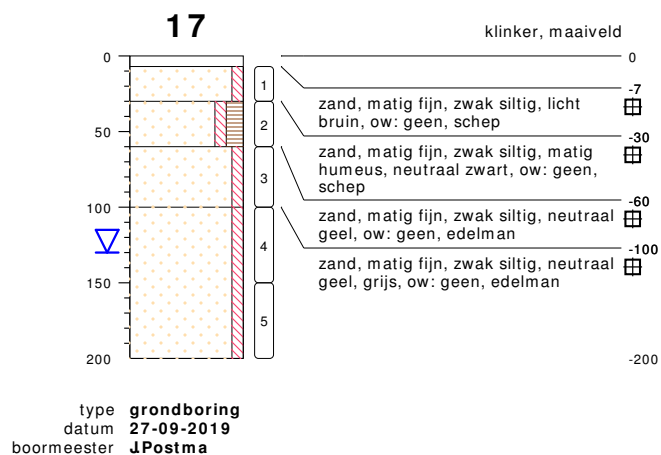 17
klinker, maaiveld
0
0
-7
1
zand, matig fijn, zwak siltig, licht
bruin, ow: geen, schep
-30
50
2
zand, matig fijn, zwak siltig, matig
humeus, neutraal zwart, ow: geen,
schep
3
-60
zand, matig fijn, zwak siltig, neutraal
geel, ow: geen, edelman
100
-100
4
zand, matig fijn, zwak siltig, neutraal
geel, grijs, ow: geen, edelman
150
5
200
-200
type grondboring
datum 27-09-2019
boormeester J.Postma